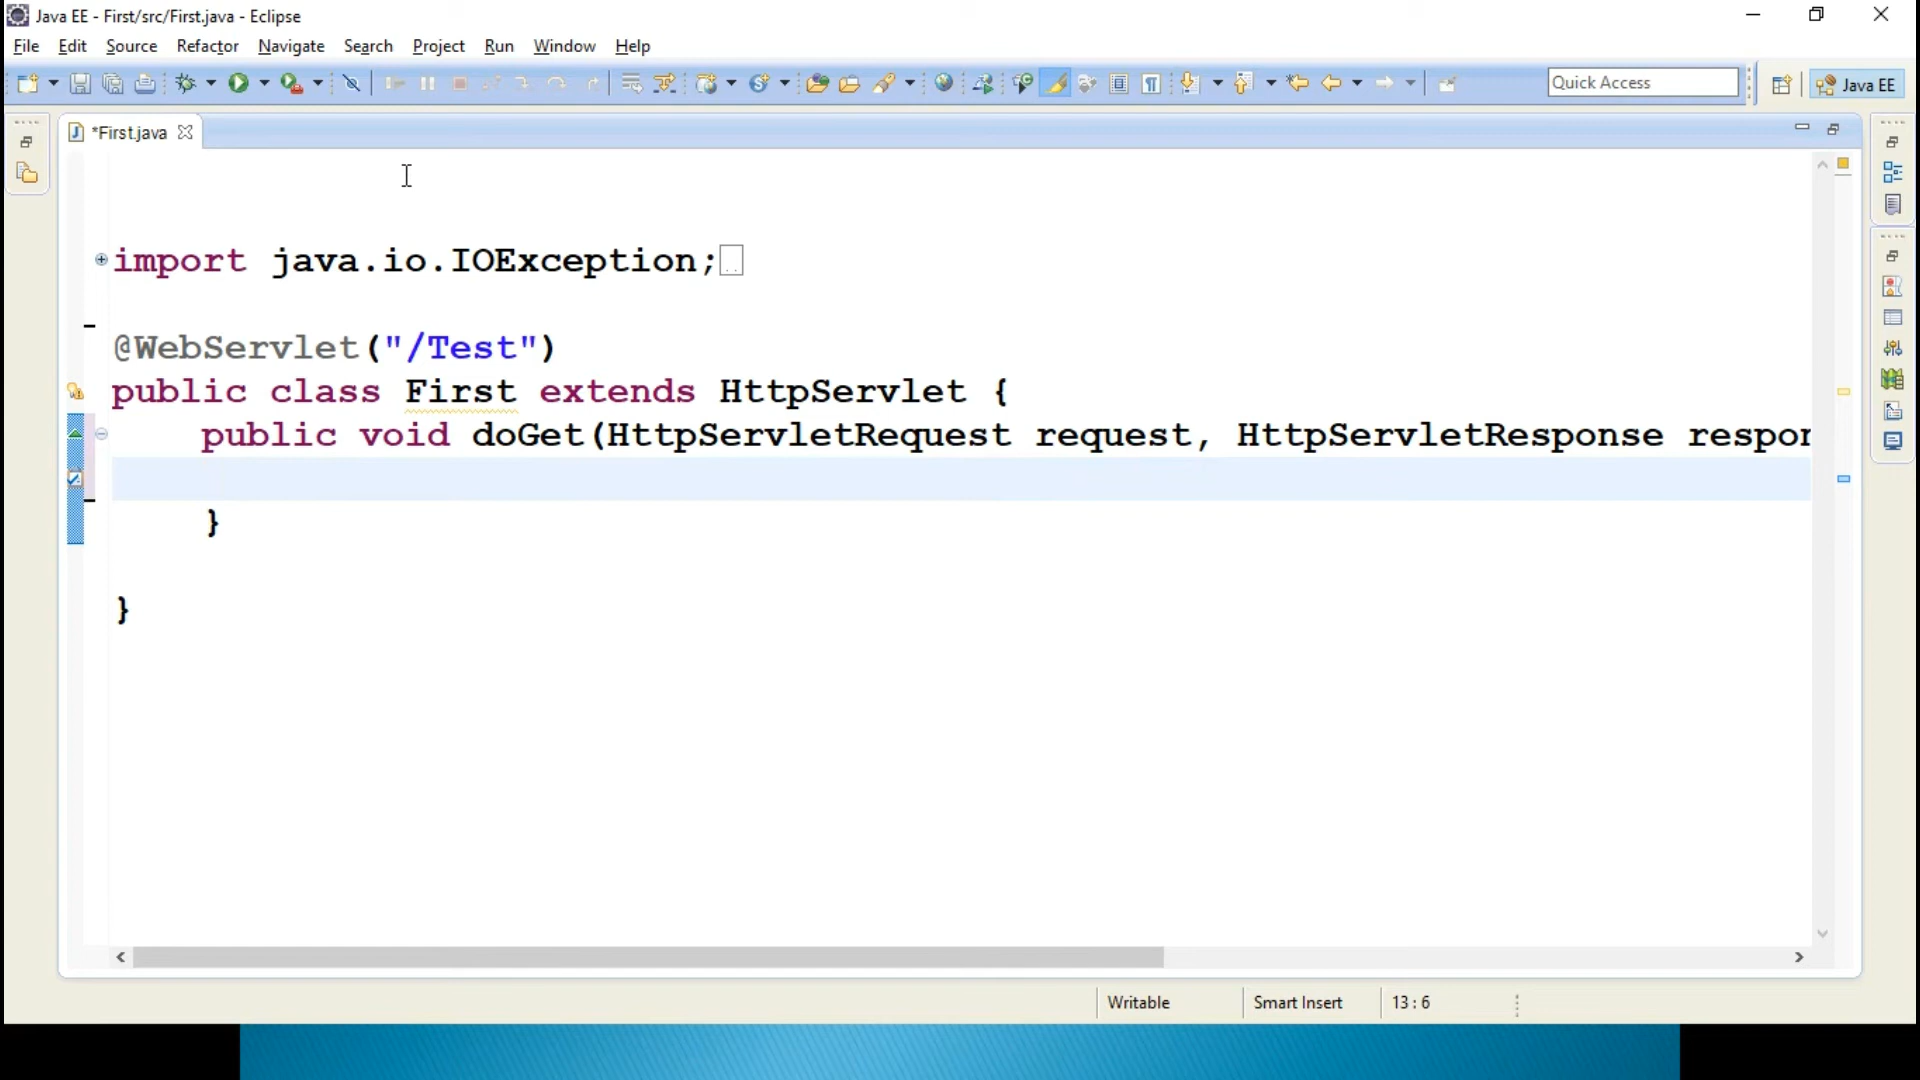 Java EE - First/src/First.java - Eclipse
File Edit Source Refactor Navigate Search Project Run Window Help
Quick Access
Java EE
*First.java
import java.io.IOException;
@WebServlet("/Test")
public class First extends HttpServlet {
public void doGet(HttpServletRequest request, HttpServletResponse respon
}
}
Writable
Smart Insert
13 : 6